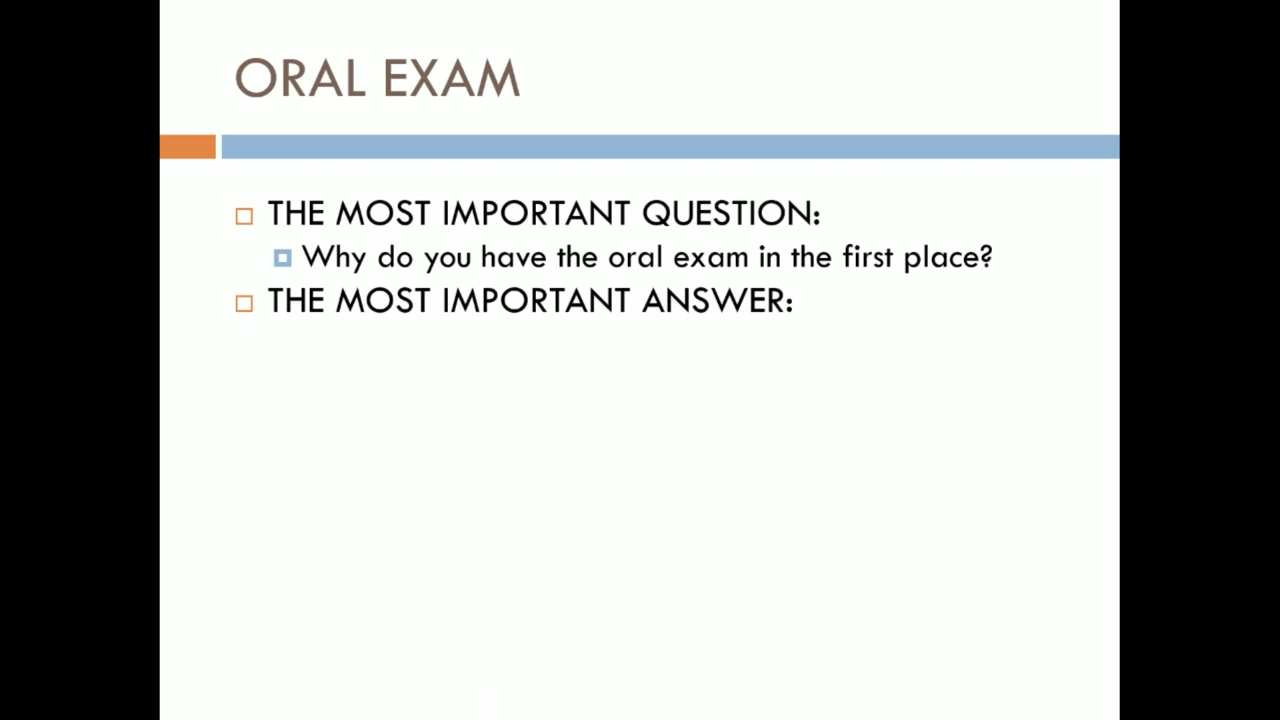 ORAL EXAM
THE MOST IMPORTANT QUESTION:
Why do you have the oral exam in the first place?
THE MOST IMPORTANT ANSWER: